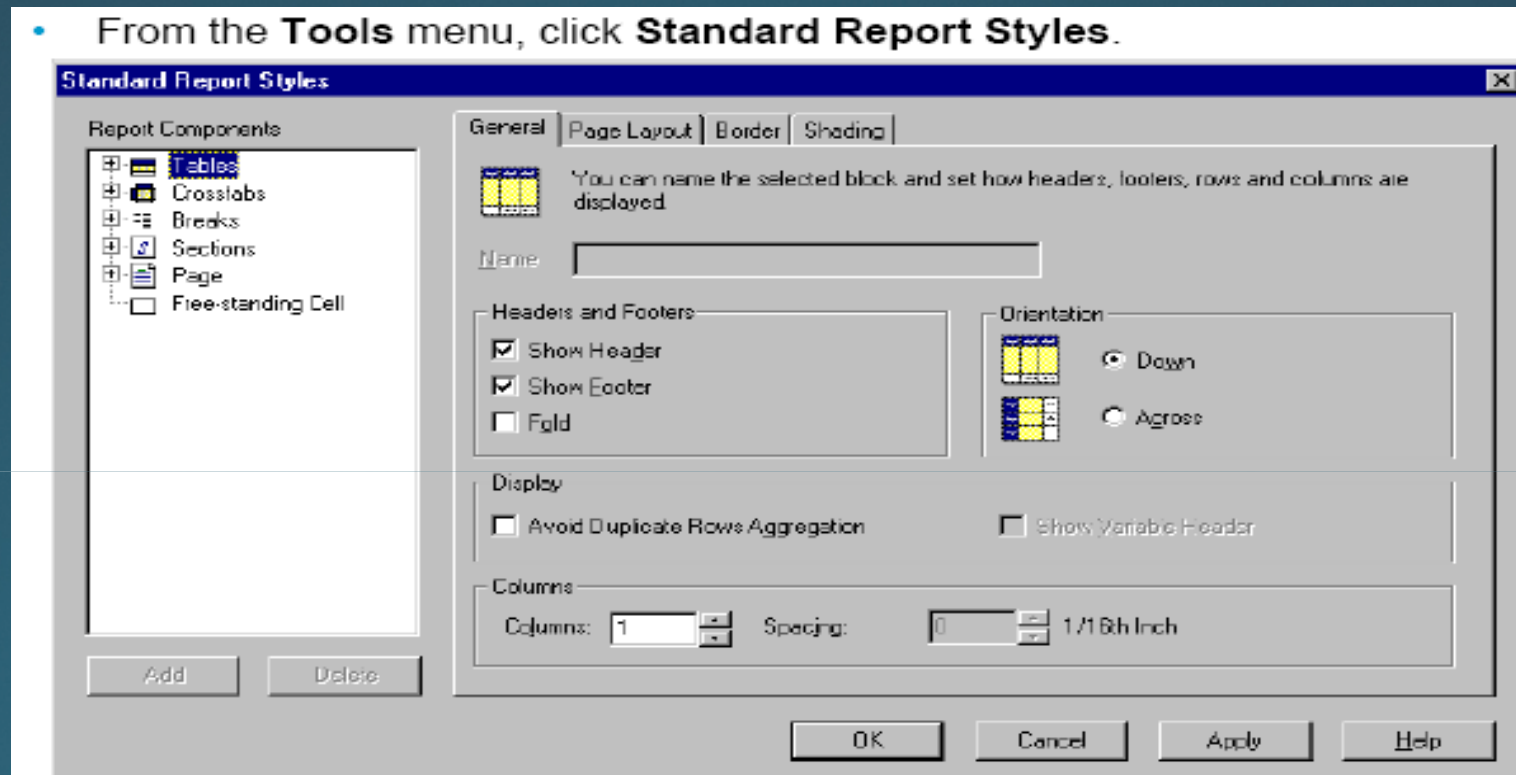 • From the Tools menu, click Standard Report Styles.
Standard Report Styles
Report Components
Tables
Crosstabs
Breaks
Sections
Page
Free-standing Cell
Add
Delete
General
Page Layout
Border
Shading
You can name the selected block and set how headers, footers, rows and columns are
displayed
Name
Headers and Footers
Show Header
Show Footer
Fold
Orientation
Down
Across
Display
Avoid Duplicate Rows Aggregation
Show Variable Header
Columns
Columns: 1 Spacing: 0 1/16th Inch
OK
Cancel
Apply
Help